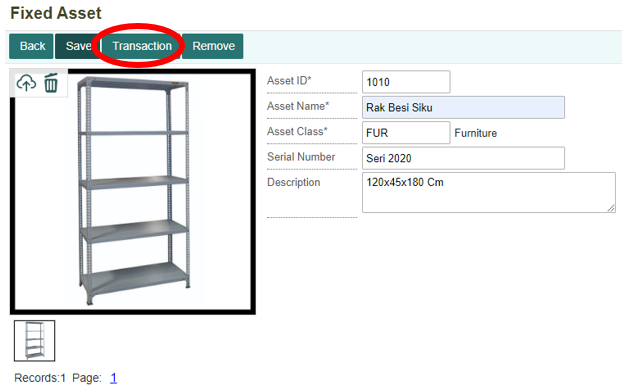 Fixed Asset
Back Save Transaction Remove
Asset ID* 1010
Asset Name* Rak Besi Siku
Asset Class* FUR Furniture
Serial Number Seri 2020
Description 120x45x180 Cm
Records:1 Page: 1